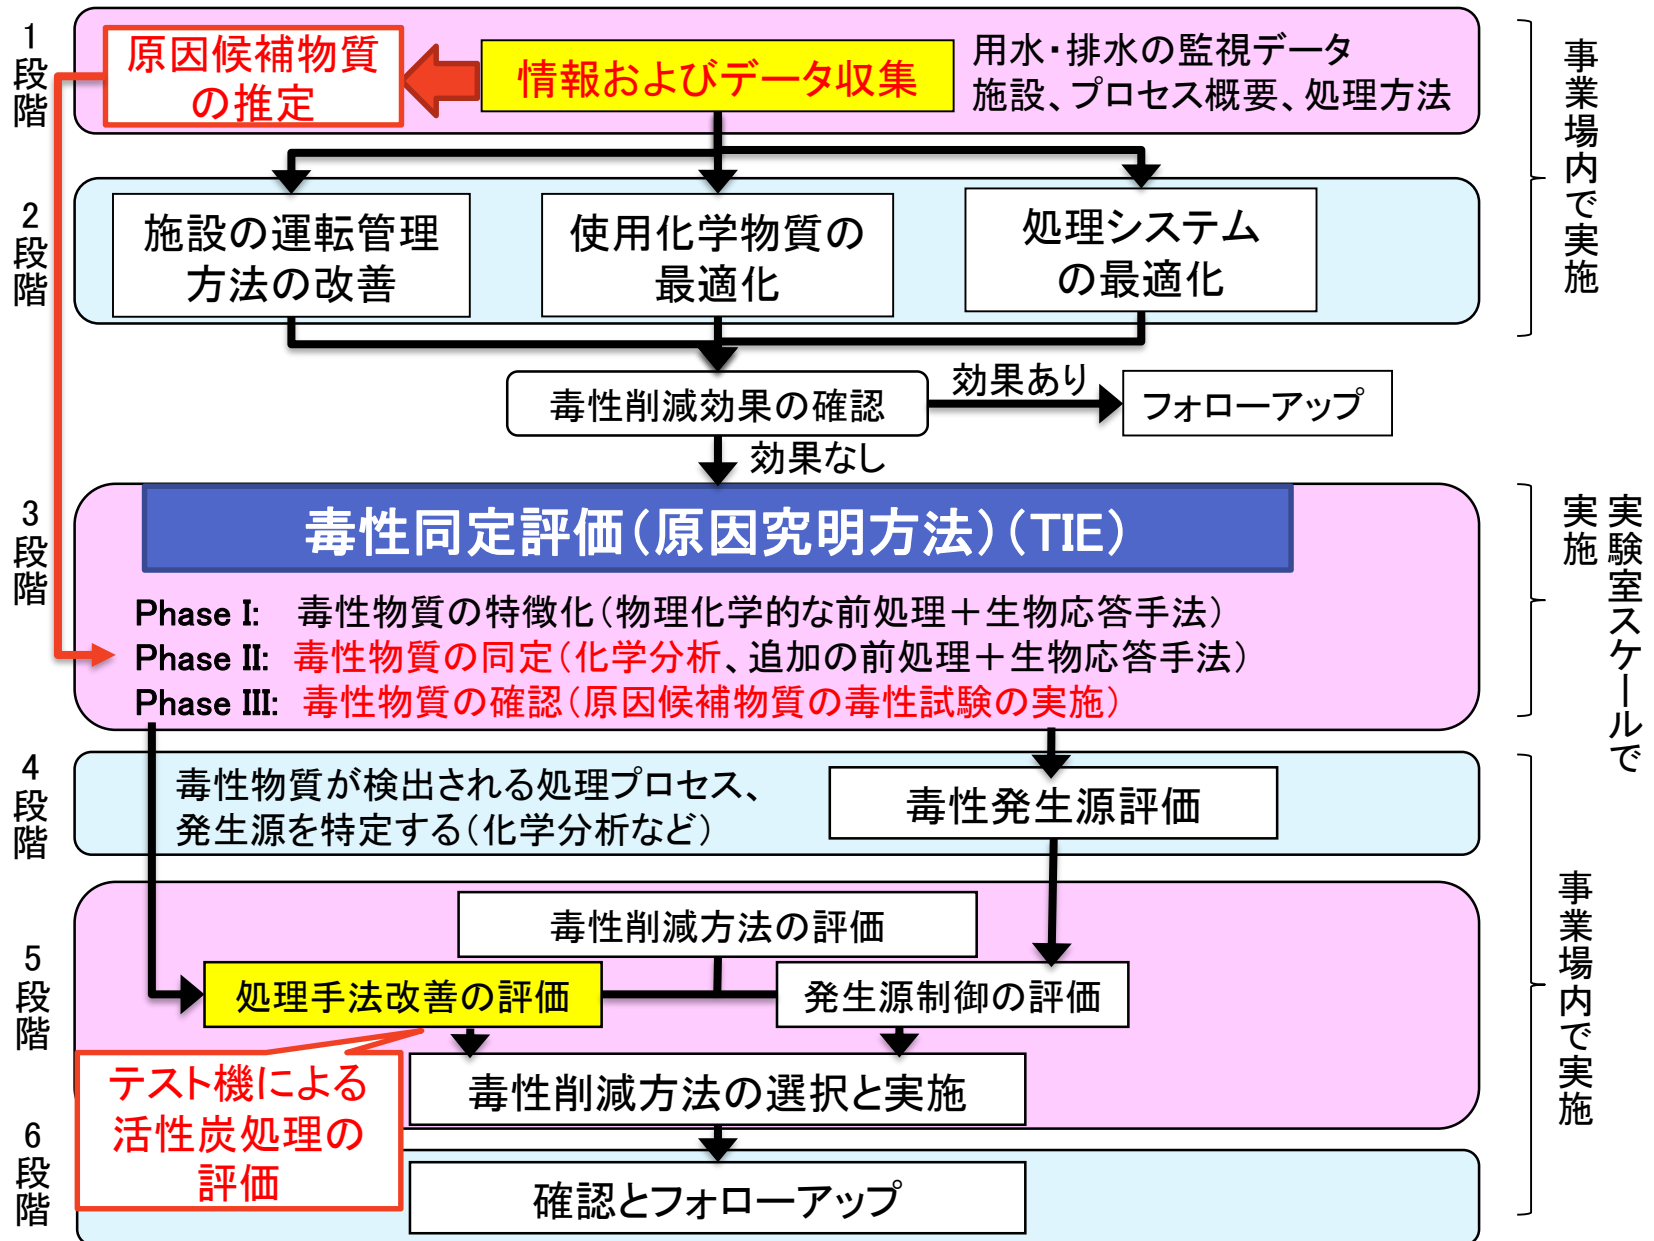 1段階
原因候補物質
の推定
情報およびデータ収集
用水・排水の監視データ
施設、プロセス概要、処理方法
事業場内で実施
2段階
施設の運転管理
方法の改善
使用化学物質の
最適化
処理システム
の最適化
毒性削減効果の確認
効果あり
フォローアップ
効果なし
3段階
毒性同定評価(原因究明方法)(TIE)
Phase I: 毒性物質の特徴化(物理化学的な前処理+生物応答手法)
Phase II: 毒性物質の同定(化学分析、追加の前処理+生物応答手法)
Phase III: 毒性物質の確認(原因候補物質の毒性試験の実施)
実験室スケールで
実施
4段階
毒性物質が検出される処理プロセス、
発生源を特定する(化学分析など)
毒性発生源評価
5段階
毒性削減方法の評価
処理手法改善の評価
発生源制御の評価
事業場内で実施
テスト機による
活性炭処理の
評価
毒性削減方法の選択と実施
6段階
確認とフォローアップ